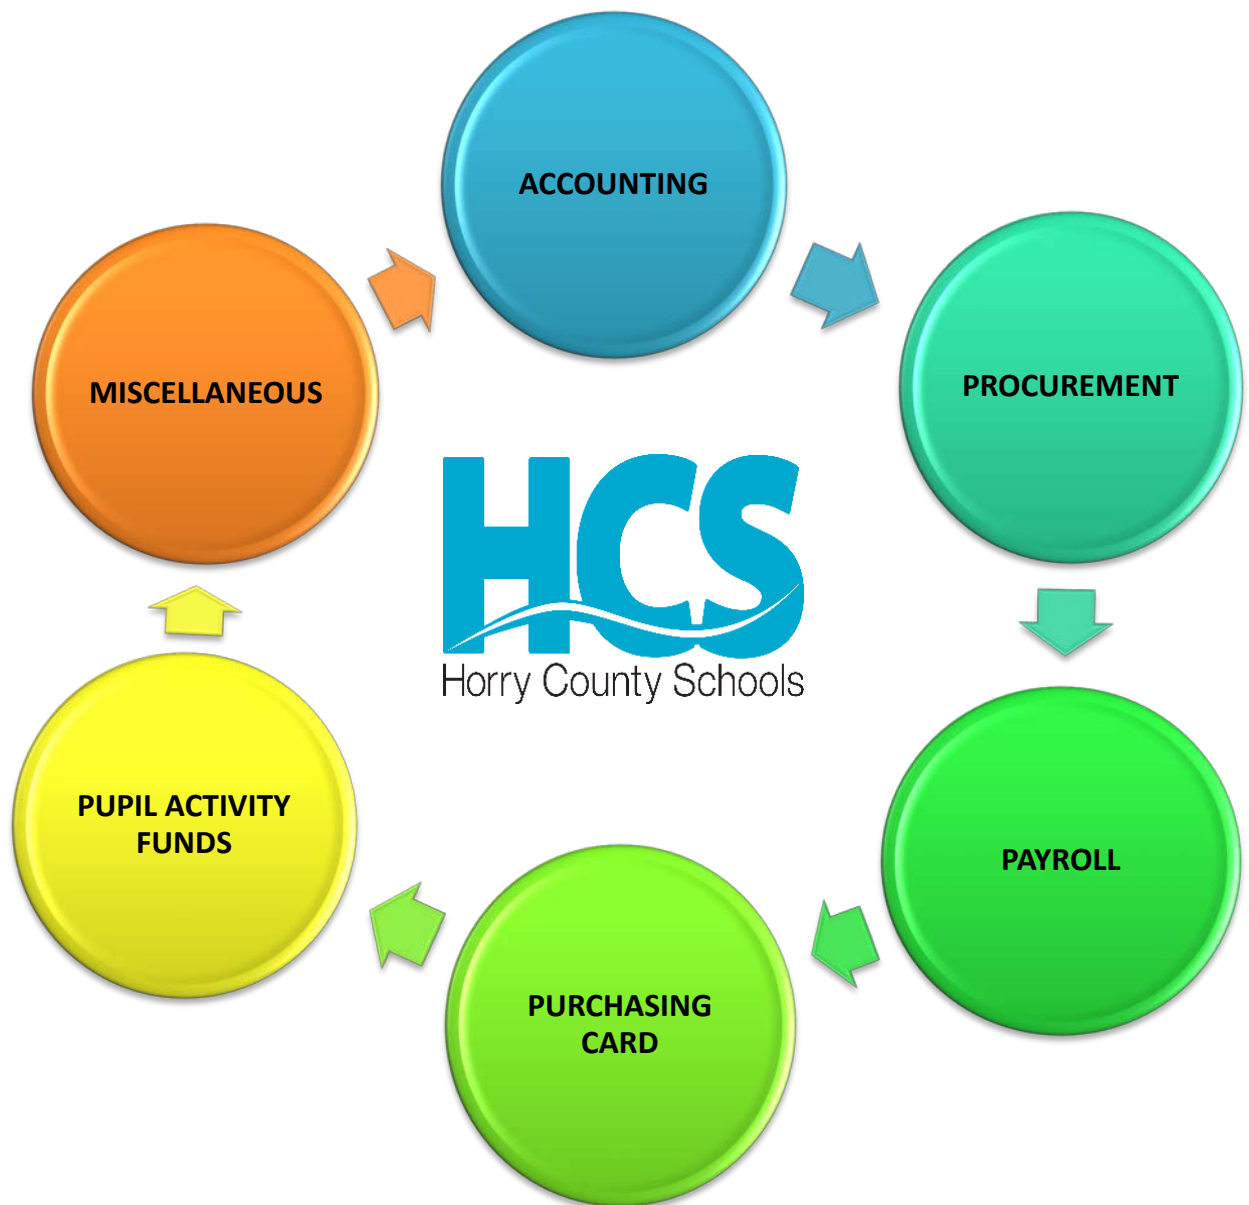 ACCOUNTING
PROCUREMENT
PAYROLL
PURCHASING
CARD
PUPIL ACTIVITY
FUNDS
MISCELLANEOUS
HCS
Horry County Schools